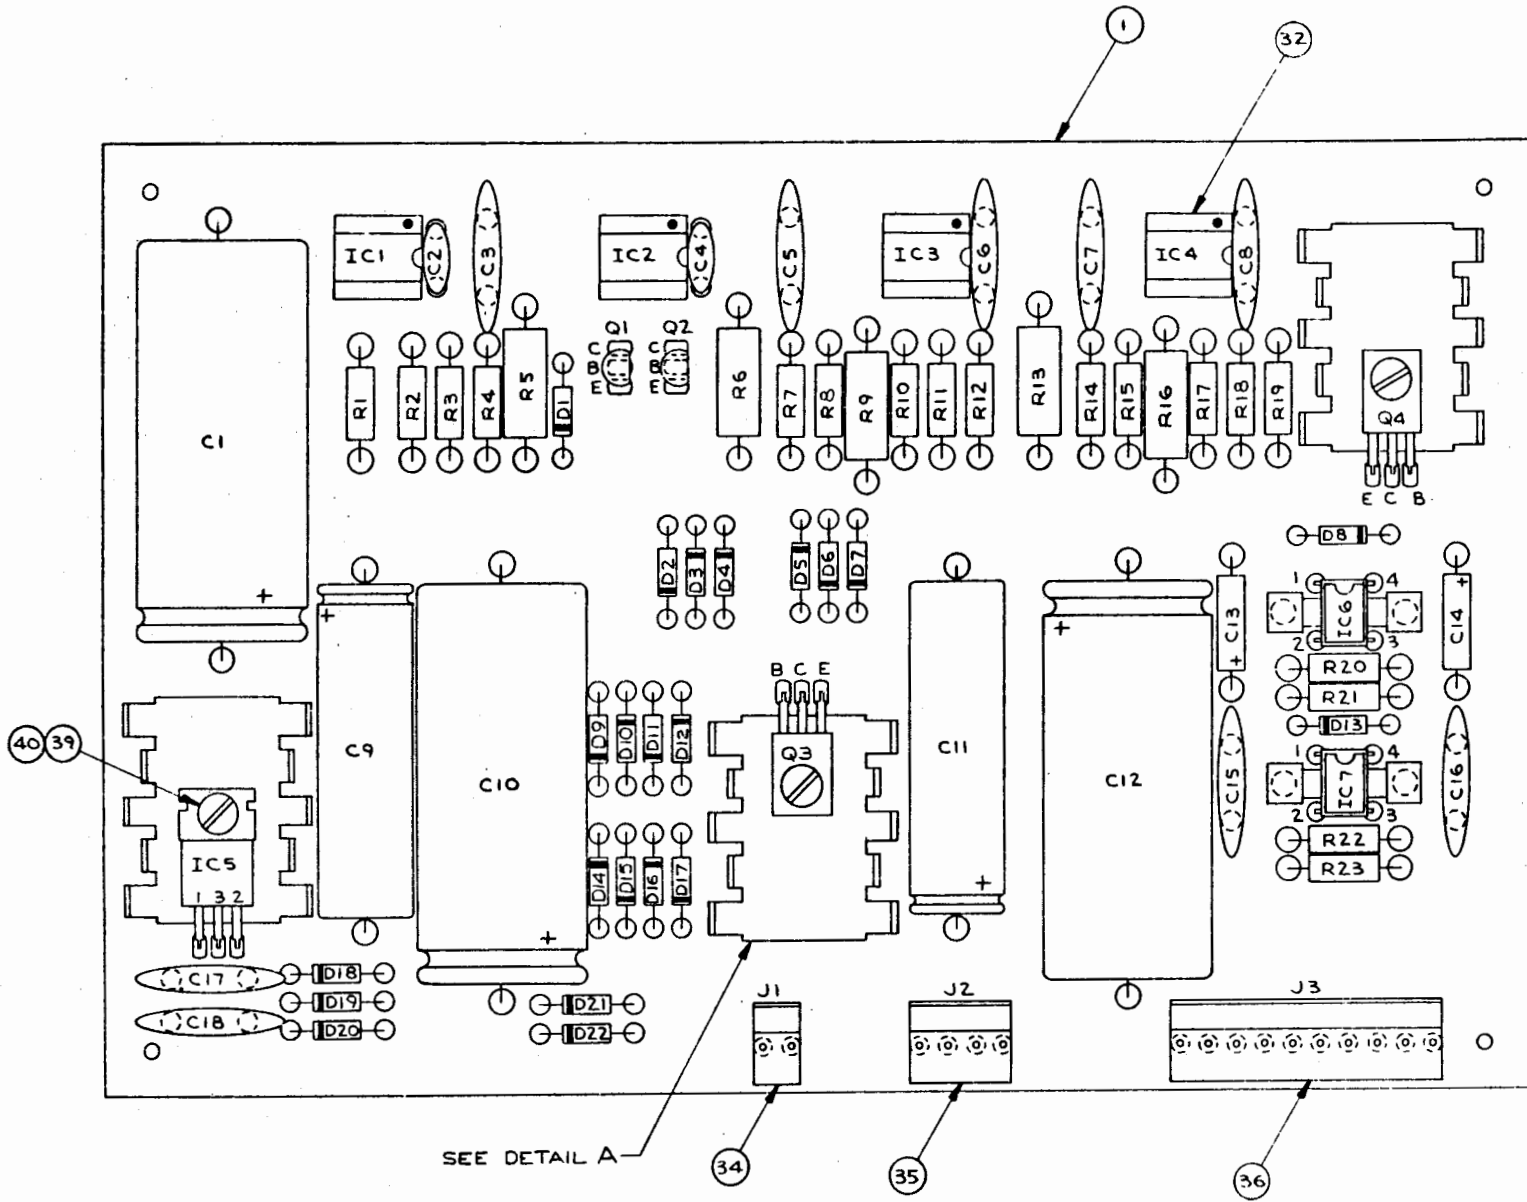 1
32
IC1
C2
C3
IC2
C4
C5
IC3
C6
C7
IC4
C8
Q1
Q2
C
B
E
C
B
E
C1
R1
R2
R3
R4
R5
D1
R6
R7
R8
R9
R10
R11
R12
R13
R14
R15
R16
R17
R18
R19
Q4
E C B
D2
D3
D4
D5
D6
D7
D8
+
+
+
C13
+
1
4
IC6
2
3
+
C14
R20
R21
B C E
40
39
C9
C10
D9
D10
D11
D12
Q3
C11
C12
D13
1
4
C15
IC7
C16
2
3
R22
R23
IC5
1 3 2
D14
D15
D16
D17
+
+
C17
D18
D19
C18
D20
D21
D22
J1
J2
J3
SEE DETAIL A
34
35
36